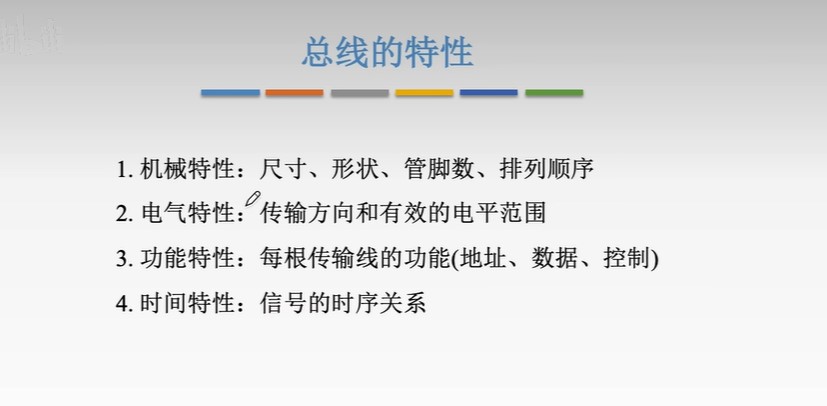 总线的特性
1. 机械特性：尺寸、形状、管脚数、排列顺序
2. 电气特性：传输方向和有效的电平范围
3. 功能特性：每根传输线的功能(地址、数据、控制)
4. 时间特性：信号的时序关系